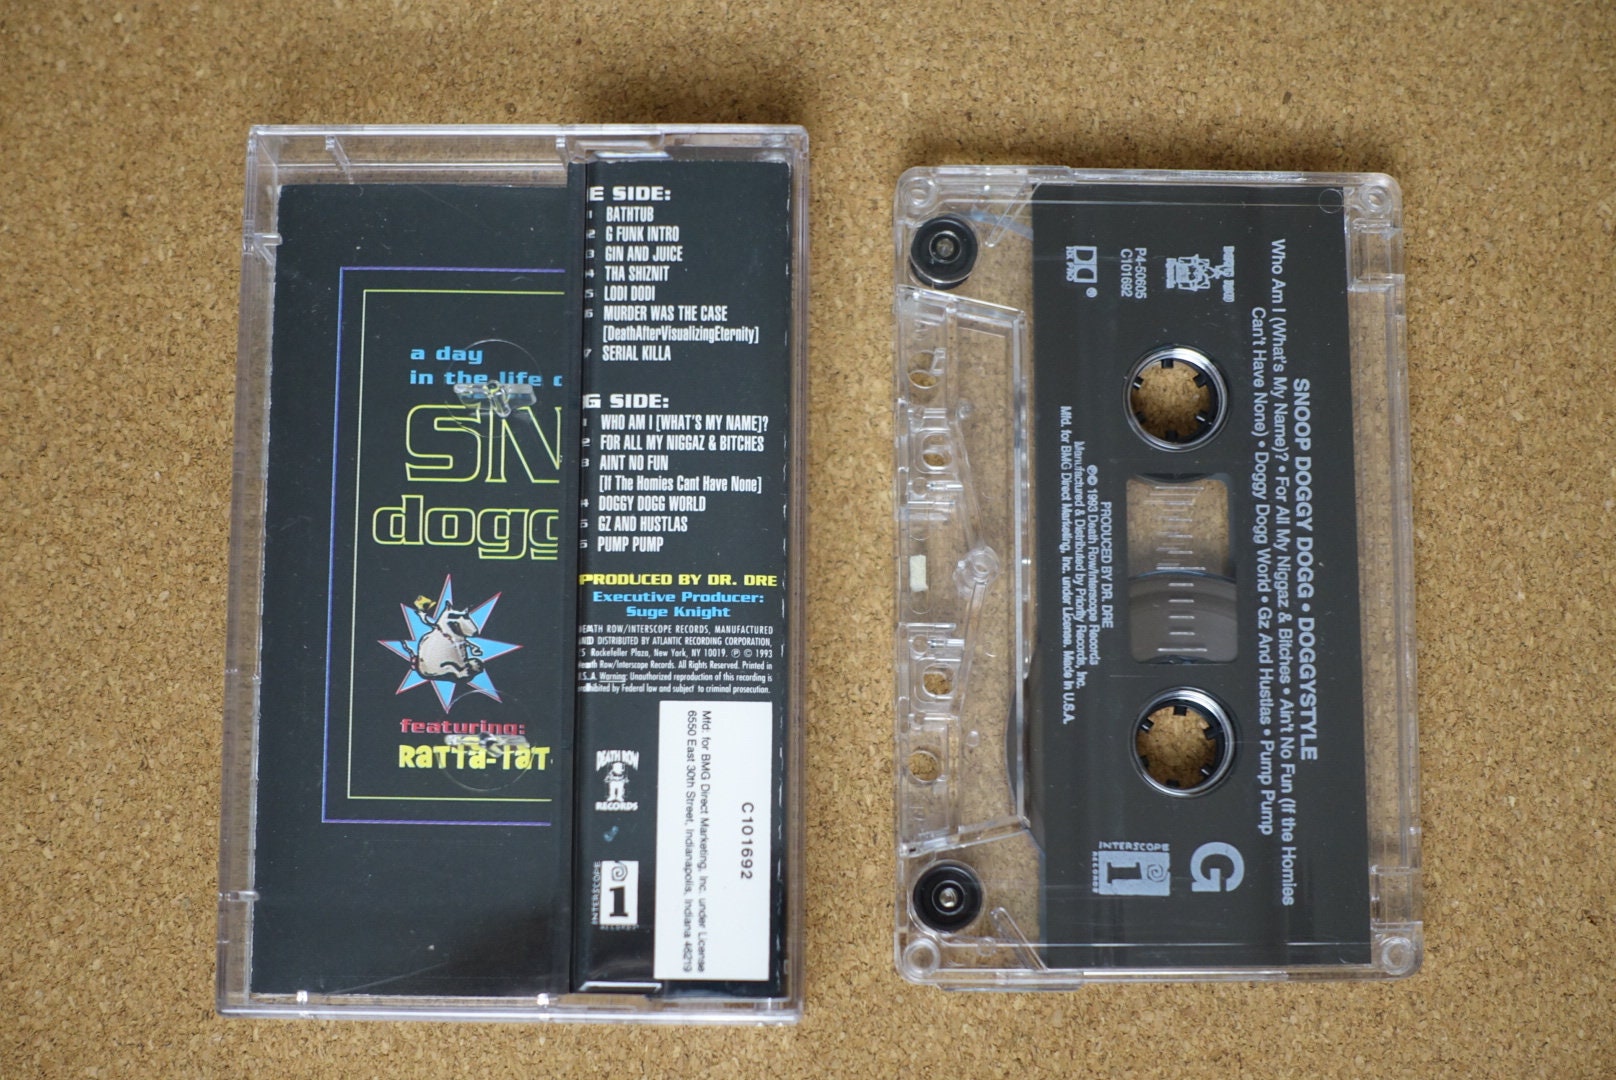 a day
in the life
SN
dogg
featuring:
Ratta-Tat
E SIDE:
1 BATHTUB
2 G FUNK INTRO
3 GIN AND JUICE
4 THA SHIZNIT
5 LODI DODI
6 MURDER WAS THE CASE
[DeathAfterVisualizingEternity]
7 SERIAL KILLA
G SIDE:
1 WHO AM I [WHAT'S MY NAME]?
2 FOR ALL MY NIGGAZ & BITCHES
3 AINT NO FUN
[If The Homies Cant Have None]
4 DOGGY DOGG WORLD
5 GZ AND HUSTLAS
PUMP PUMP
PRODUCED BY DR. DRE
Executive Producer:
Suge Knight
DEATH ROW/INTERSCOPE RECORDS, MANUFACTURED
AND DISTRIBUTED BY ATLANTIC RECORDING CORPORATION,
75 Rockefeller Plaza, New York, NY 10019. ℗ © 1993
Death Row/Interscope Records. All Rights Reserved. Printed in
U.S.A. Warning: Unauthorized reproduction of this recording is
prohibited by Federal law and subject to criminal prosecution.
DEATH ROW
RECORDS
INTERSCOPE
RECORDS
C101692
Mfd. for BMG Direct Marketing, Inc. under License
6550 East 30th Street, Indianapolis, Indiana 46219
SNOOP DOGGY DOGG • DOGGYSTYLE
Who Am I (What's My Name)? • For All My Niggaz & Bitches • Ain't No Fun (If the Homies
Can't Have None) • Doggy Dogg World • Gz And Hustlas • Pump Pump
DEATH ROW
P4-50605
C101692
HX PRO
®
G
INTERSCOPE
RECORDS
PRODUCED BY DR. DRE
℗© 1993 Death Row/Interscope Records
Manufactured & Distributed by Priority Records, Inc.
Mfd. for BMG Direct Marketing, Inc. under License. Made in U.S.A.